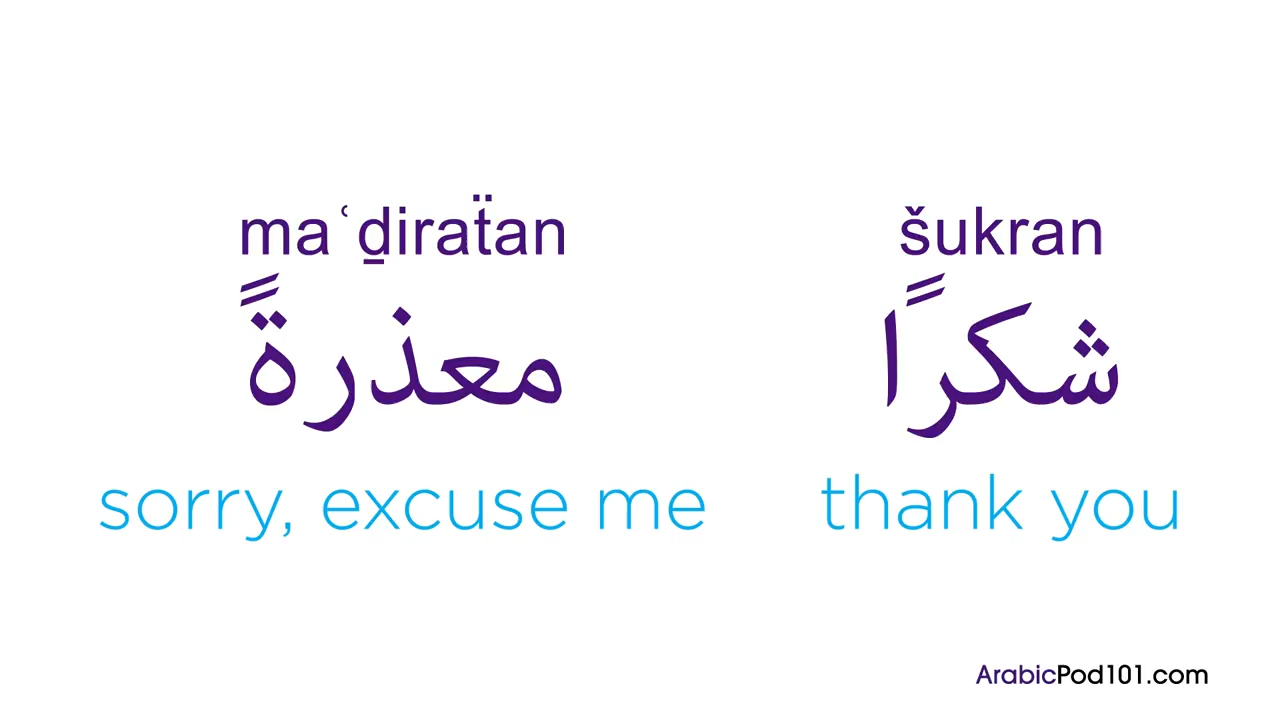 maʿḏiraẗan
معذرةً
sorry, excuse me
šukran
شكرًا
thank you
ArabicPod101.com